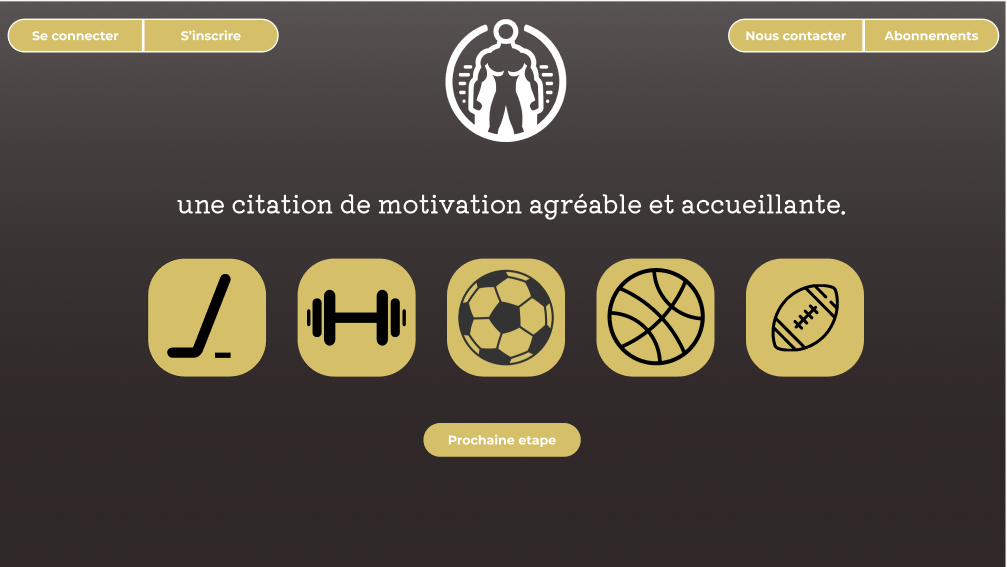 Se connecter
S'inscrire
Nous contacter
Abonnements
une citation de motivation agréable et accueillante.
Prochaine etape